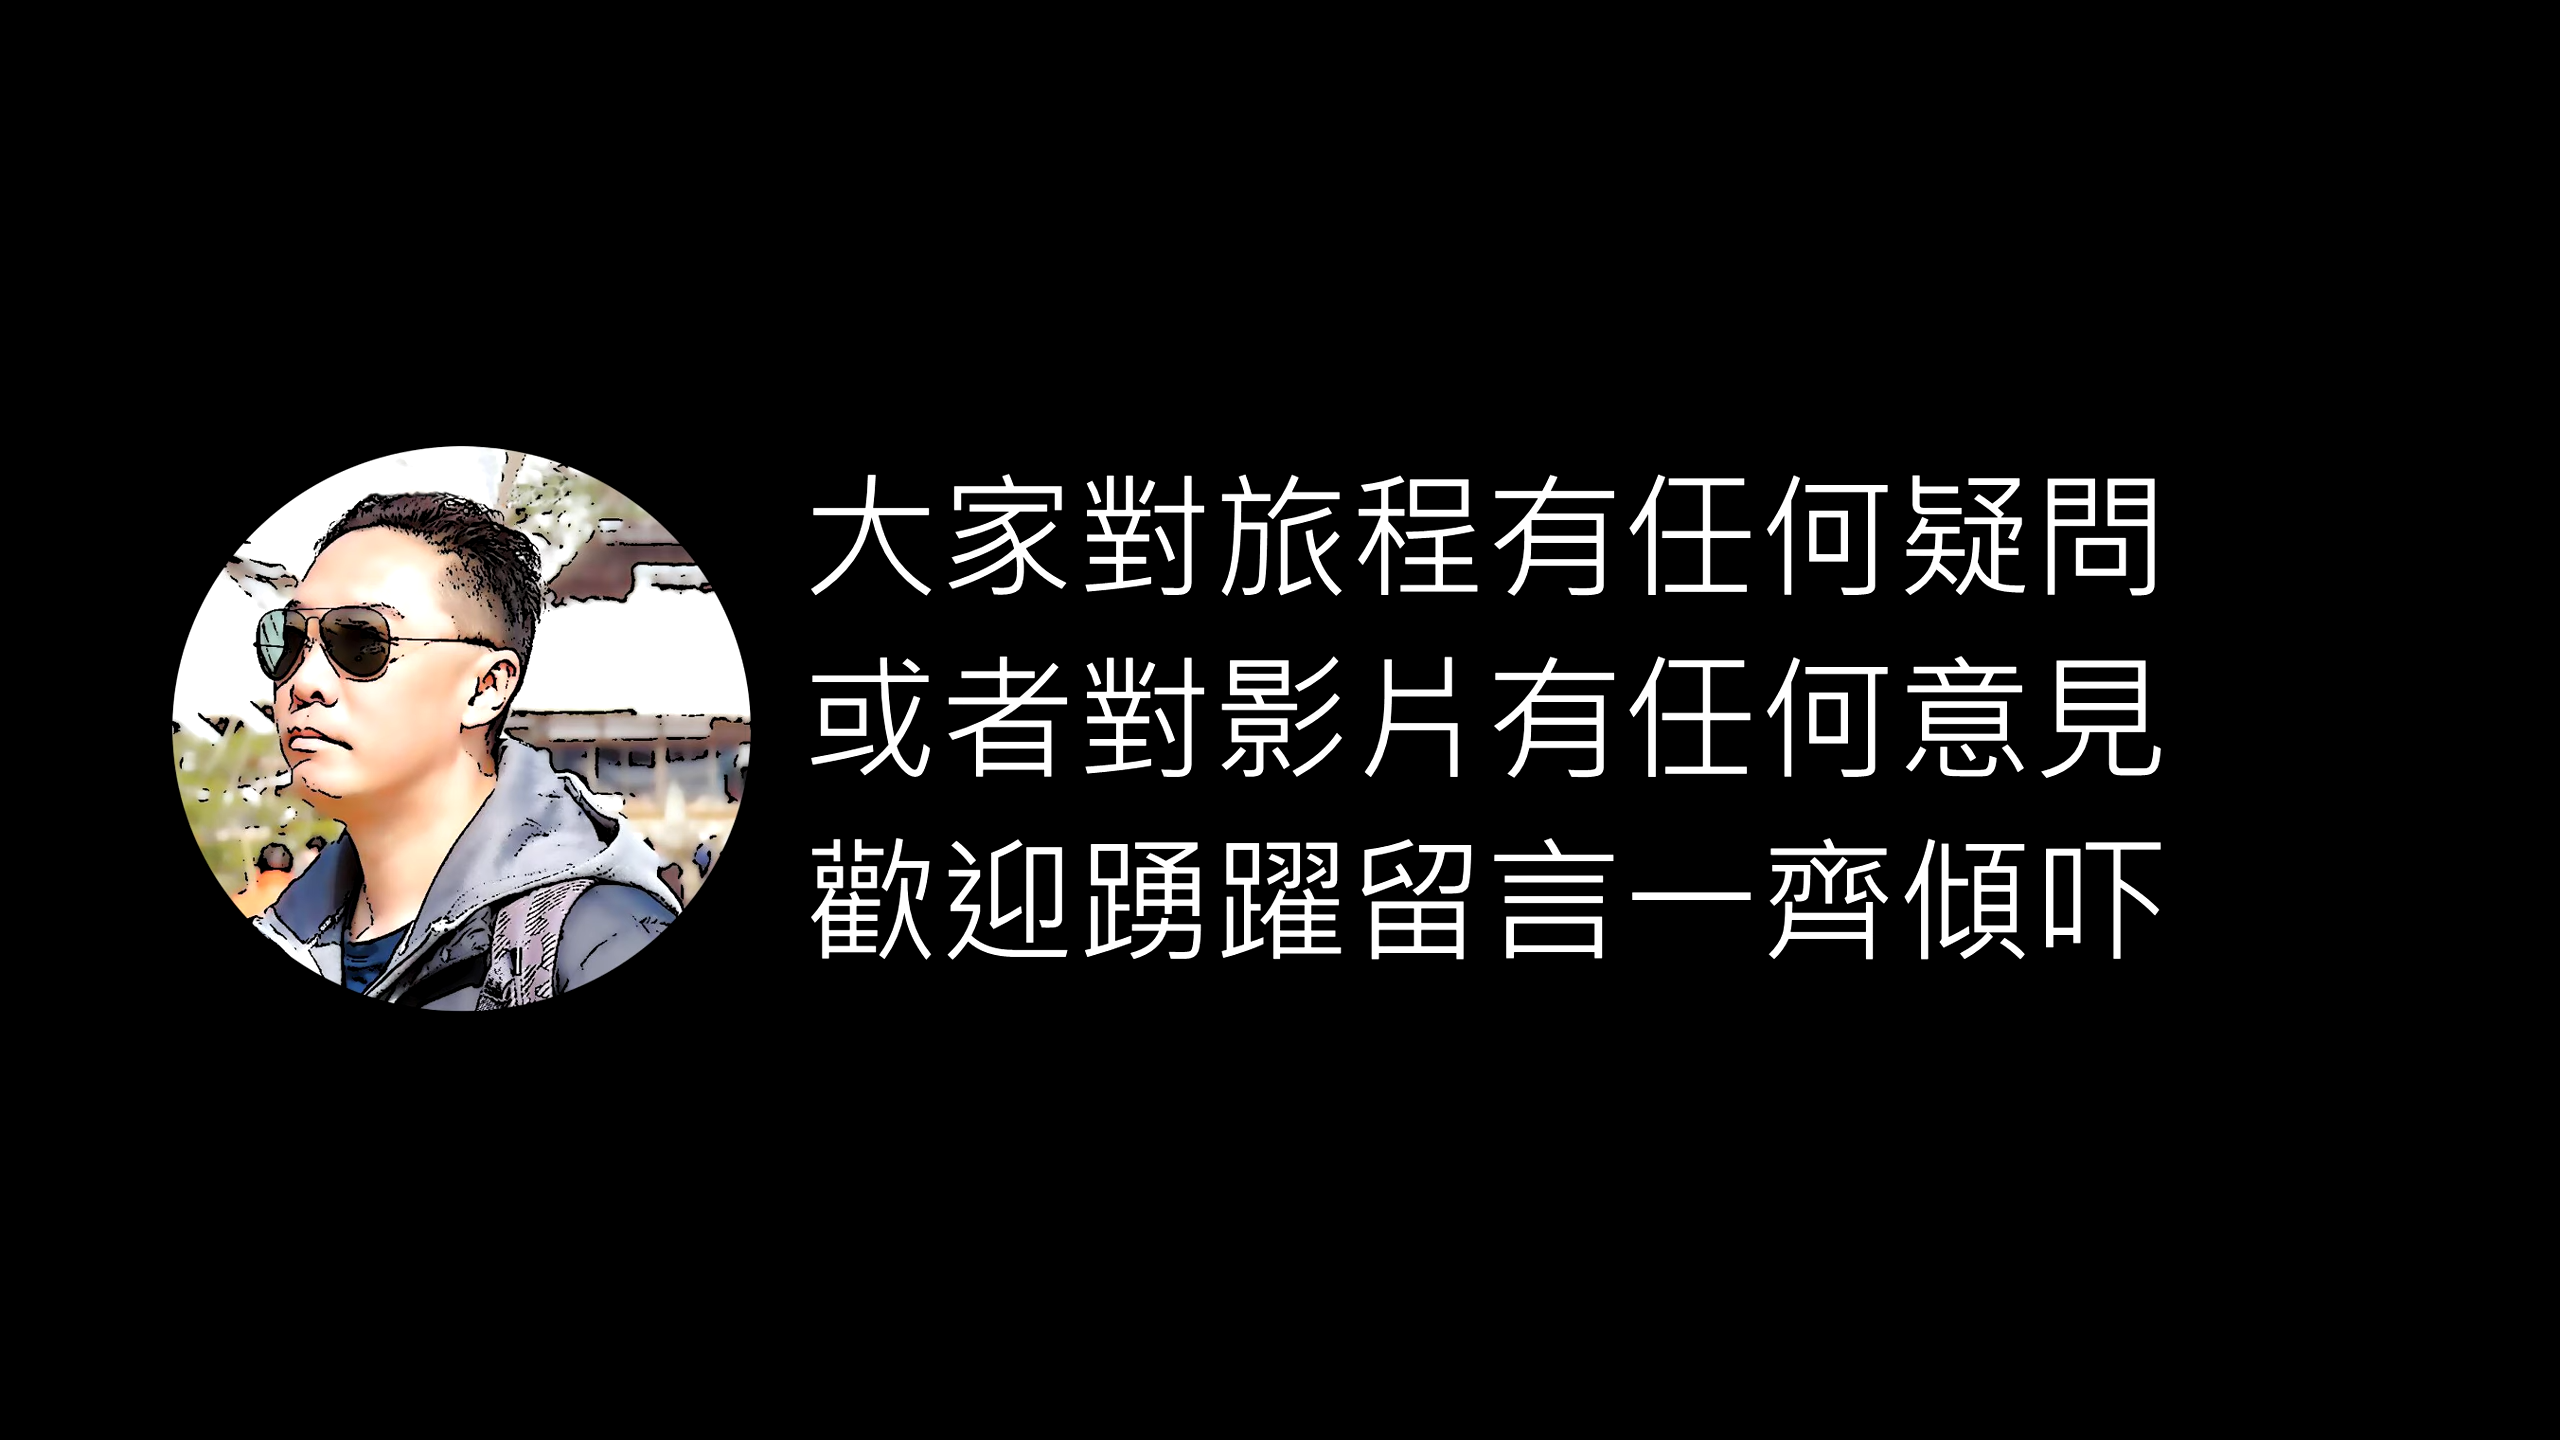 大家對旅程有任何疑問
或者對影片有任何意見
歡迎踴躍留言一齊傾吓